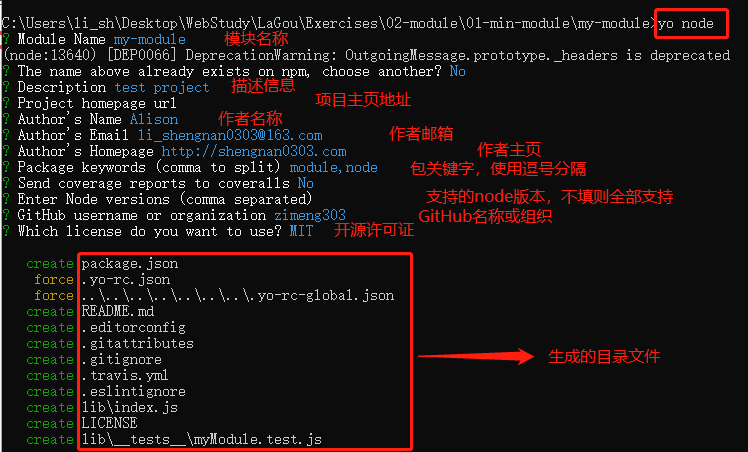 C:\Users\li_sh\Desktop\WebStudy\LaGou\Exercises\02-module\01-min-module\my-module>yo node
? Module Name my-module 模块名称
(node:13640) [DEP0066] DeprecationWarning: OutgoingMessage.prototype._headers is deprecated
? The name above already exists on npm, choose another? No
? Description test project 描述信息
? Project homepage url 项目主页地址
? Author's Name Alison 作者名称
? Author's Email li_shengnan0303@163.com 作者邮箱
? Author's Homepage http://shengnan0303.com 作者主页
? Package keywords (comma to split) module,node 包关键字，使用逗号分隔
? Send coverage reports to coveralls No
? Enter Node versions (comma separated) 支持的node版本，不填则全部支持
? GitHub username or organization zimeng303 GitHub名称或组织
? Which license do you want to use? MIT 开源许可证
create package.json
force .yo-rc.json
force ..\..\..\..\..\..\..\.yo-rc-global.json
create README.md
create .editorconfig
create .gitattributes
create .gitignore
create .travis.yml
create .eslintignore
create lib\index.js
create LICENSE
create lib\__tests__\myModule.test.js
生成的目录文件